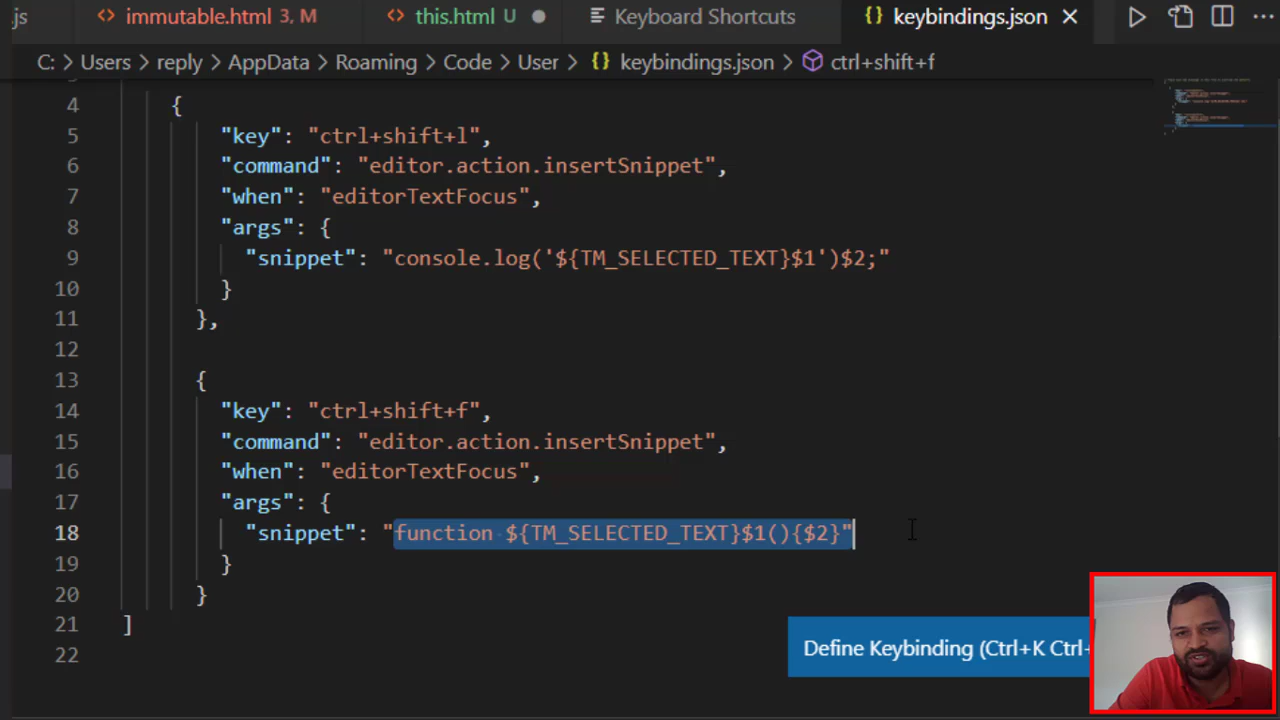 .js immutable.html 3, M this.html U Keyboard Shortcuts keybindings.json
C: > Users > reply > AppData > Roaming > Code > User > {} keybindings.json > ctrl+shift+f
4 {
5 "key": "ctrl+shift+l",
6 "command": "editor.action.insertSnippet",
7 "when": "editorTextFocus",
8 "args": {
9 "snippet": "console.log('${TM_SELECTED_TEXT}$1')$2;"
10 }
11 },
12
13 {
14 "key": "ctrl+shift+f",
15 "command": "editor.action.insertSnippet",
16 "when": "editorTextFocus",
17 "args": {
18 "snippet": "function ${TM_SELECTED_TEXT}$1(){$2}"
19 }
20 }
21 ]
22
Define Keybinding (Ctrl+K Ctrl+